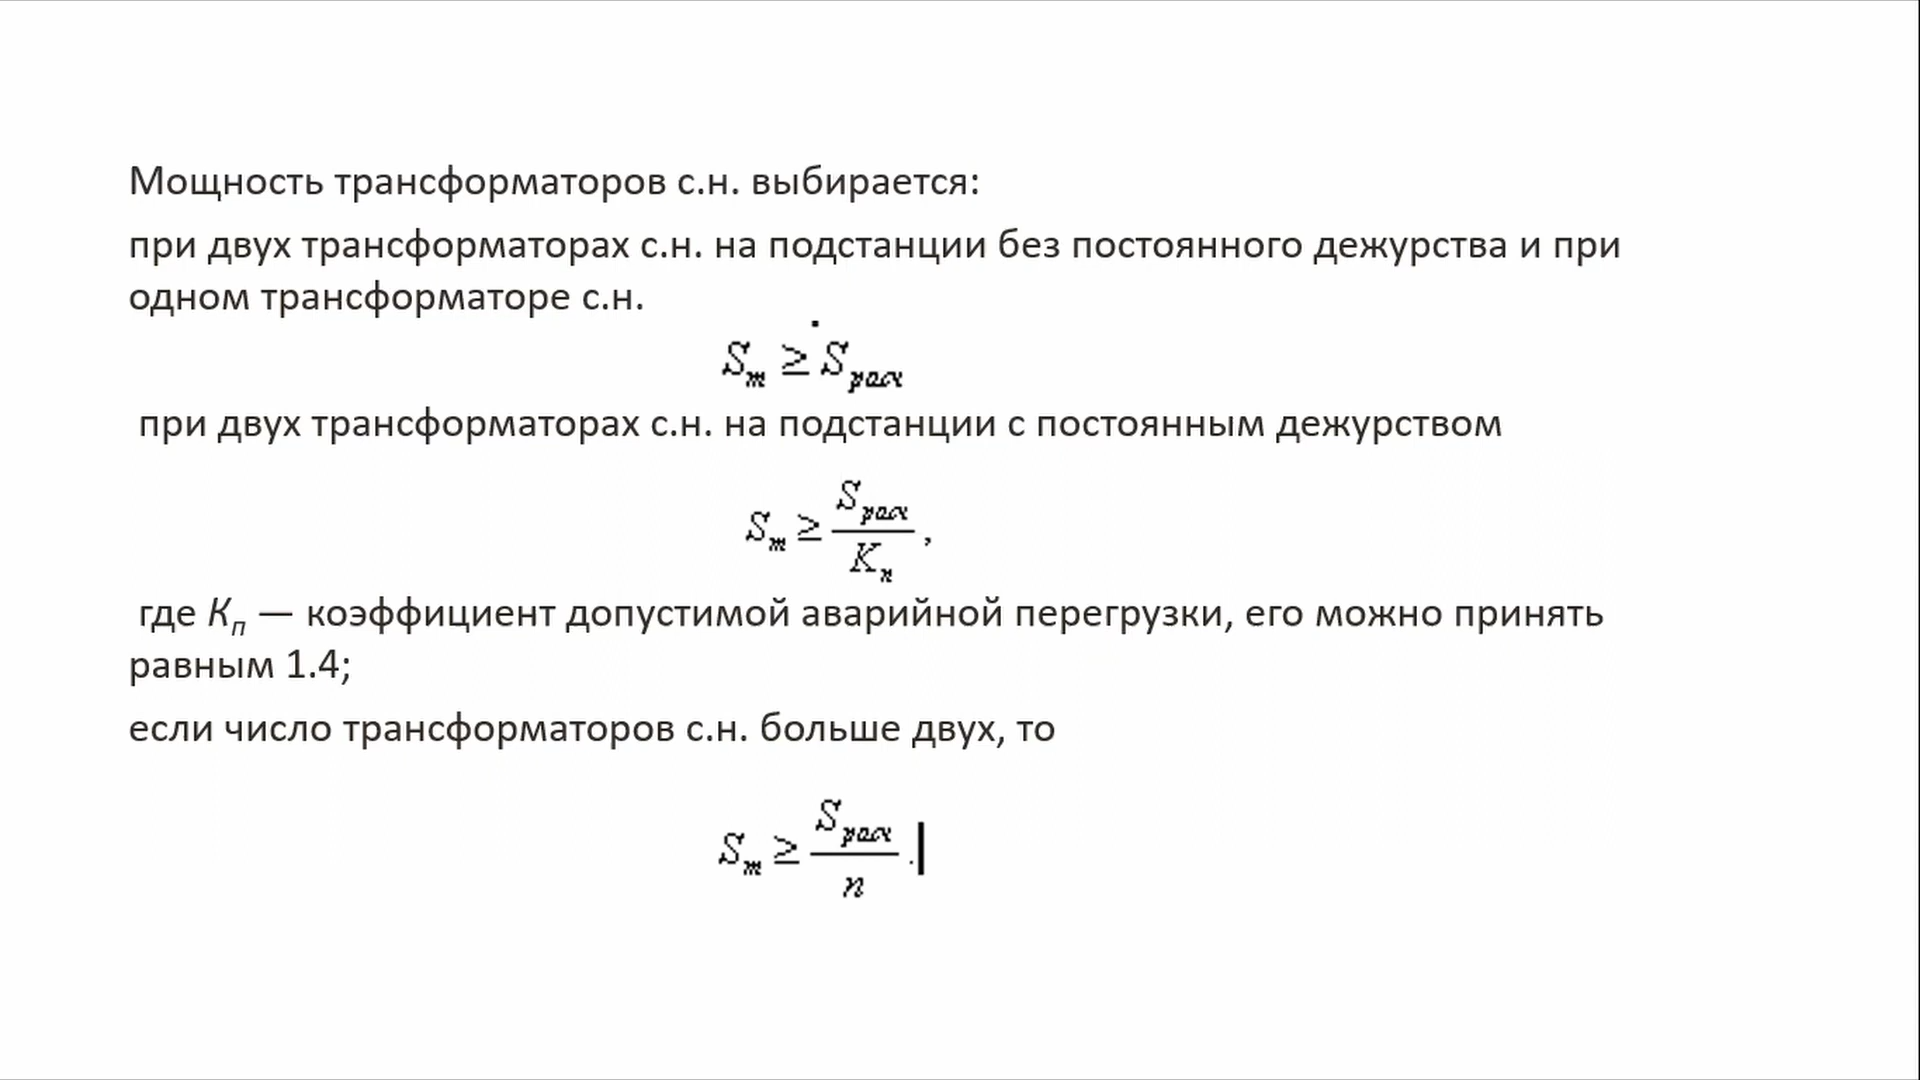 Мощность трансформаторов с.н. выбирается:
при двух трансформаторах с.н. на подстанции без постоянного дежурства и при
одном трансформаторе с.н.
Sт ≥ Sрасч
при двух трансформаторах с.н. на подстанции с постоянным дежурством
Sт ≥ Sрасч / Kп ,
где Kп — коэффициент допустимой аварийной перегрузки, его можно принять
равным 1.4;
если число трансформаторов с.н. больше двух, то
Sт ≥ Sрасч / n .